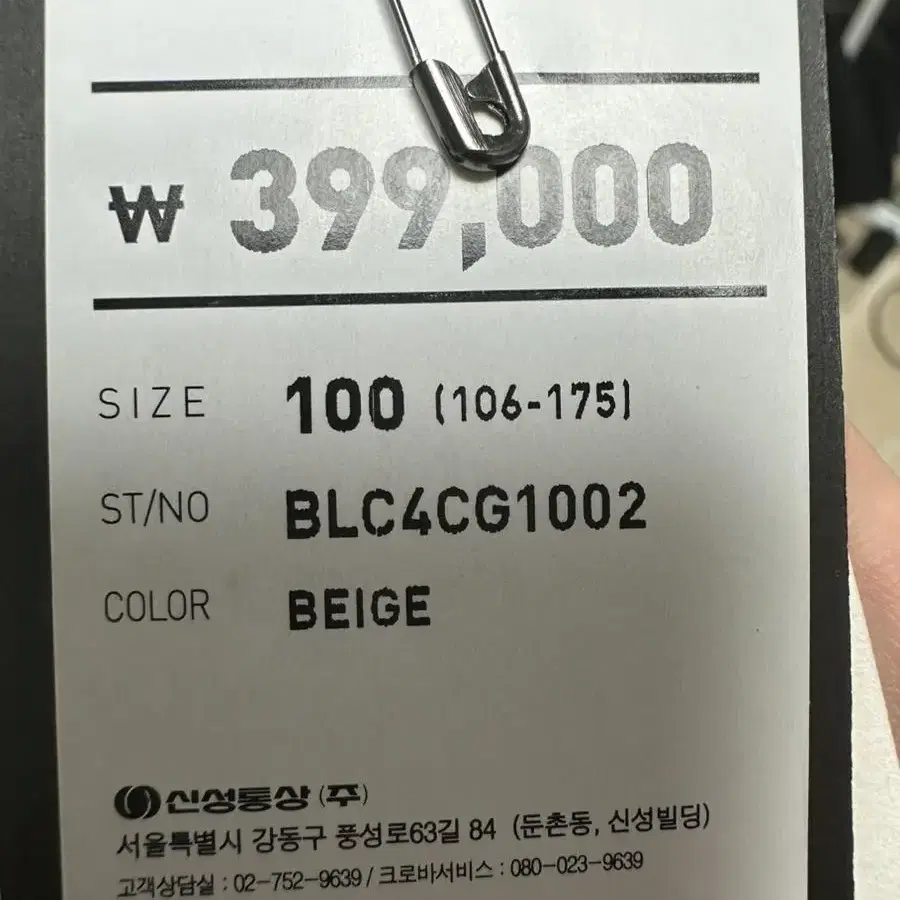 ₩ 399,000
SIZE 100 (106-175)
ST/NO BLC4CG1002
COLOR BEIGE
신성통상 (주)
서울특별시 강동구 풍성로63길 84 (둔촌동, 신성빌딩)
고객상담실 : 02-752-9639 / 크로바서비스 : 080-023-9639